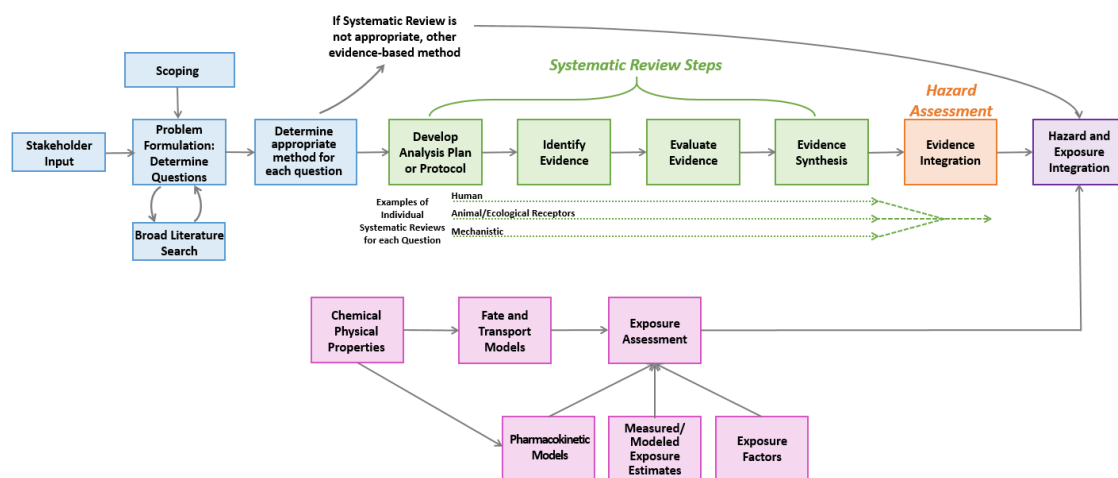 If Systematic Review is
not appropriate, other
evidence-based method
Systematic Review Steps
Scoping
Hazard
Assessment
Stakeholder
Input
Problem
Formulation:
Determine
Questions
Determine
appropriate
method for
each question
Develop
Analysis Plan
or Protocol
Identify
Evidence
Evaluate
Evidence
Evidence
Synthesis
Evidence
Integration
Hazard and
Exposure
Integration
Broad Literature
Search
Examples of
Individual
Systematic Reviews
for each Question
Human
Animal/Ecological Receptors
Mechanistic
Chemical
Physical
Properties
Fate and
Transport
Models
Exposure
Assessment
Pharmacokinetic
Models
Measured/
Modeled
Exposure
Estimates
Exposure
Factors